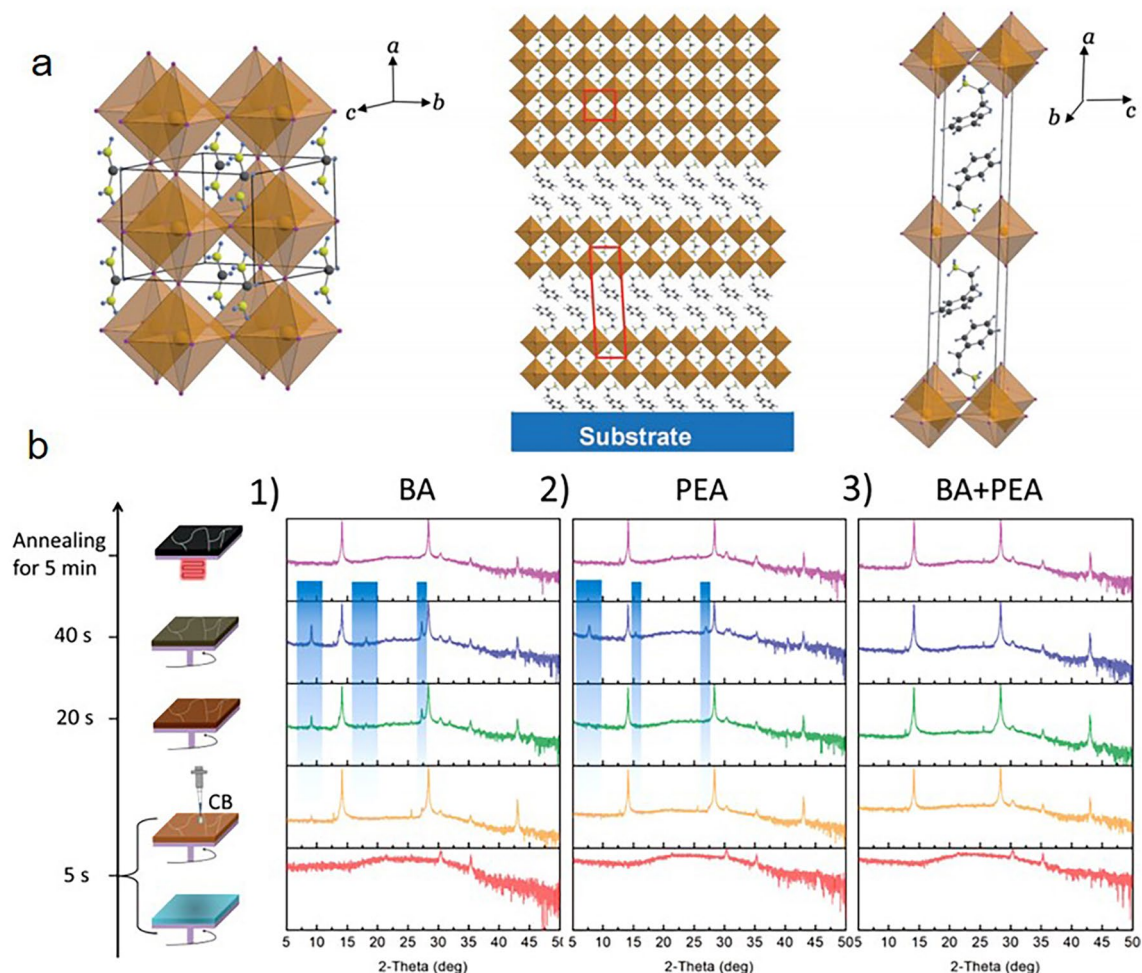 a
a
c
b
a
b
c
Substrate
b
1)
BA
2)
PEA
3)
BA+PEA
Annealing
for 5 min
40 s
20 s
CB
5 s
5 10 15 20 25 30 35 40 45 50
5 10 15 20 25 30 35 40 45 50
5 10 15 20 25 30 35 40 45 50
2-Theta (deg)
2-Theta (deg)
2-Theta (deg)